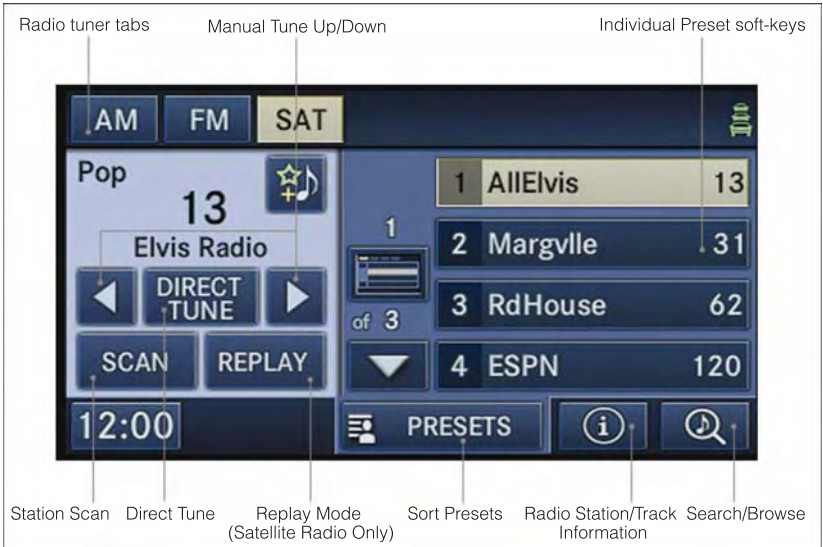 Radio tuner tabs
Manual Tune Up/Down
Individual Preset soft-keys
AM
FM
SAT
Pop
13
Elvis Radio
DIRECT
TUNE
SCAN
REPLAY
12:00
1
of 3
1 AllElvis 13
2 Margvlle 31
3 RdHouse 62
4 ESPN 120
PRESETS
i
Station Scan
Direct Tune
Replay Mode
(Satellite Radio Only)
Sort Presets
Radio Station/Track
Information
Search/Browse